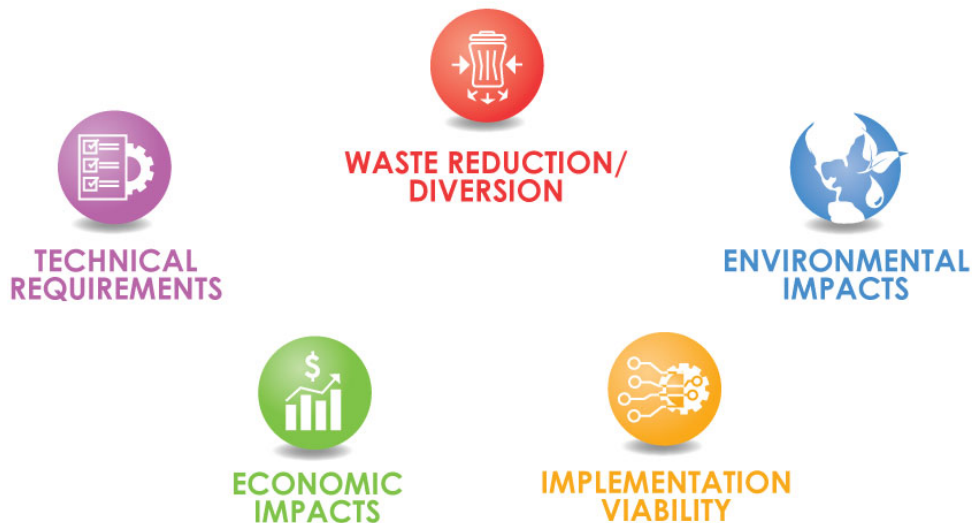 WASTE REDUCTION/
DIVERSION
TECHNICAL
REQUIREMENTS
ENVIRONMENTAL
IMPACTS
$
ECONOMIC
IMPACTS
IMPLEMENTATION
VIABILITY